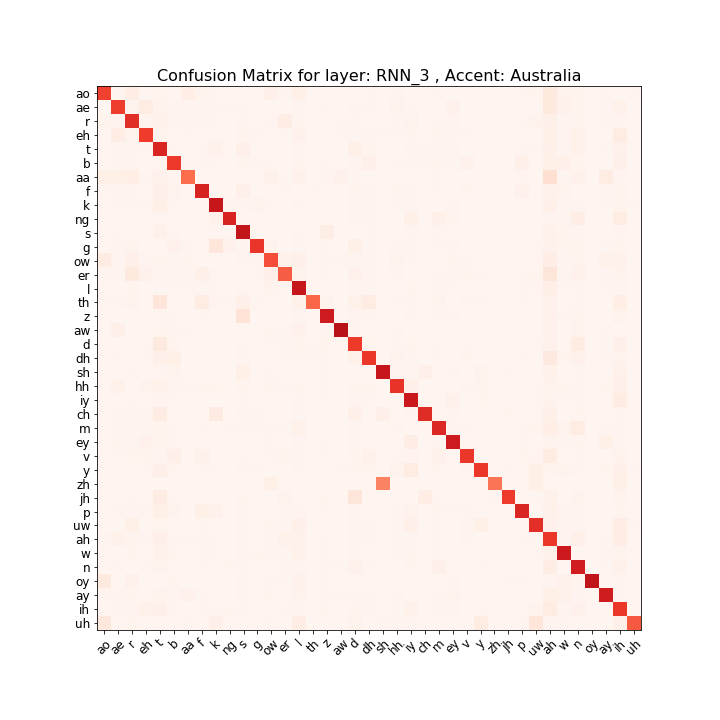 Confusion Matrix for layer: RNN_3 , Accent: Australia
ao
ae
r
eh
t
b
aa
f
k
ng
s
g
ow
er
l
th
z
aw
d
dh
sh
hh
iy
ch
m
ey
v
y
zh
jh
p
uw
ah
w
n
oy
ay
ih
uh
ao ae r eh t b aa f k ng s g ow er l th z aw d dh sh hh iy ch m ey v y zh jh p uw ah w n oy ay ih uh